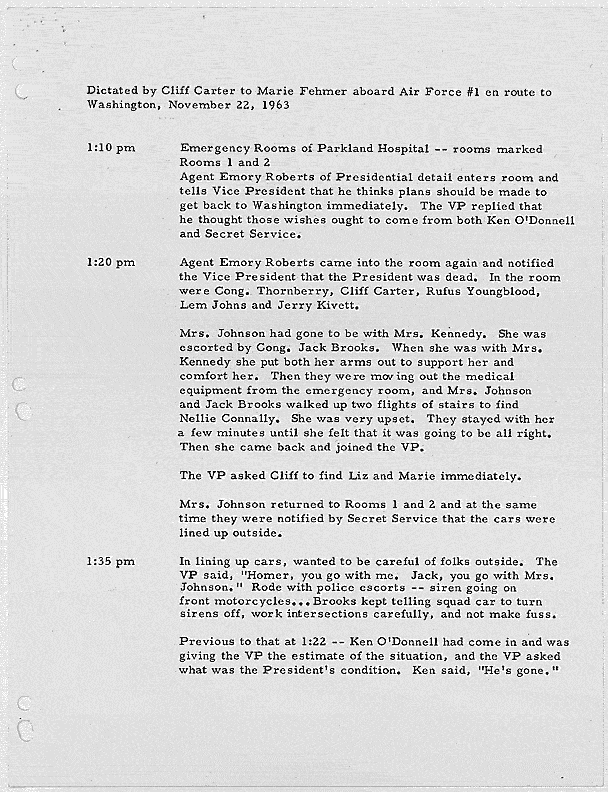 Dictated by Cliff Carter to Marie Fehmer aboard Air Force #1 en route to
Washington, November 22, 1963
1:10 pm Emergency Rooms of Parkland Hospital -- rooms marked
Rooms 1 and 2
Agent Emory Roberts of Presidential detail enters room and
tells Vice President that he thinks plans should be made to
get back to Washington immediately. The VP replied that
he thought those wishes ought to come from both Ken O'Donnell
and Secret Service.
1:20 pm Agent Emory Roberts came into the room again and notified
the Vice President that the President was dead. In the room
were Cong. Thornberry, Cliff Carter, Rufus Youngblood,
Lem Johns and Jerry Kivett.
Mrs. Johnson had gone to be with Mrs. Kennedy. She was
escorted by Cong. Jack Brooks. When she was with Mrs.
Kennedy she put both her arms out to support her and
comfort her. Then they were moving out the medical
equipment from the emergency room, and Mrs. Johnson
and Jack Brooks walked up two flights of stairs to find
Nellie Connally. She was very upset. They stayed with her
a few minutes until she felt that it was going to be all right.
Then she came back and joined the VP.
The VP asked Cliff to find Liz and Marie immediately.
Mrs. Johnson returned to Rooms 1 and 2 and at the same
time they were notified by Secret Service that the cars were
lined up outside.
1:35 pm In lining up cars, wanted to be careful of folks outside. The
VP said, "Homer, you go with me. Jack, you go with Mrs.
Johnson." Rode with police escorts -- siren going on
front motorcycles... Brooks kept telling squad car to turn
sirens off, work intersections carefully, and not make fuss.
Previous to that at 1:22 -- Ken O'Donnell had come in and was
giving the VP the estimate of the situation, and the VP asked
what was the President's condition. Ken said, "He's gone."